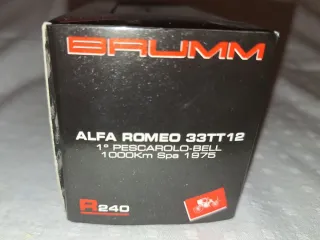 BRUMM
ALFA ROMEO 33TT12
1° PESCAROLO-BELL
1000Km Spa 1975
R240